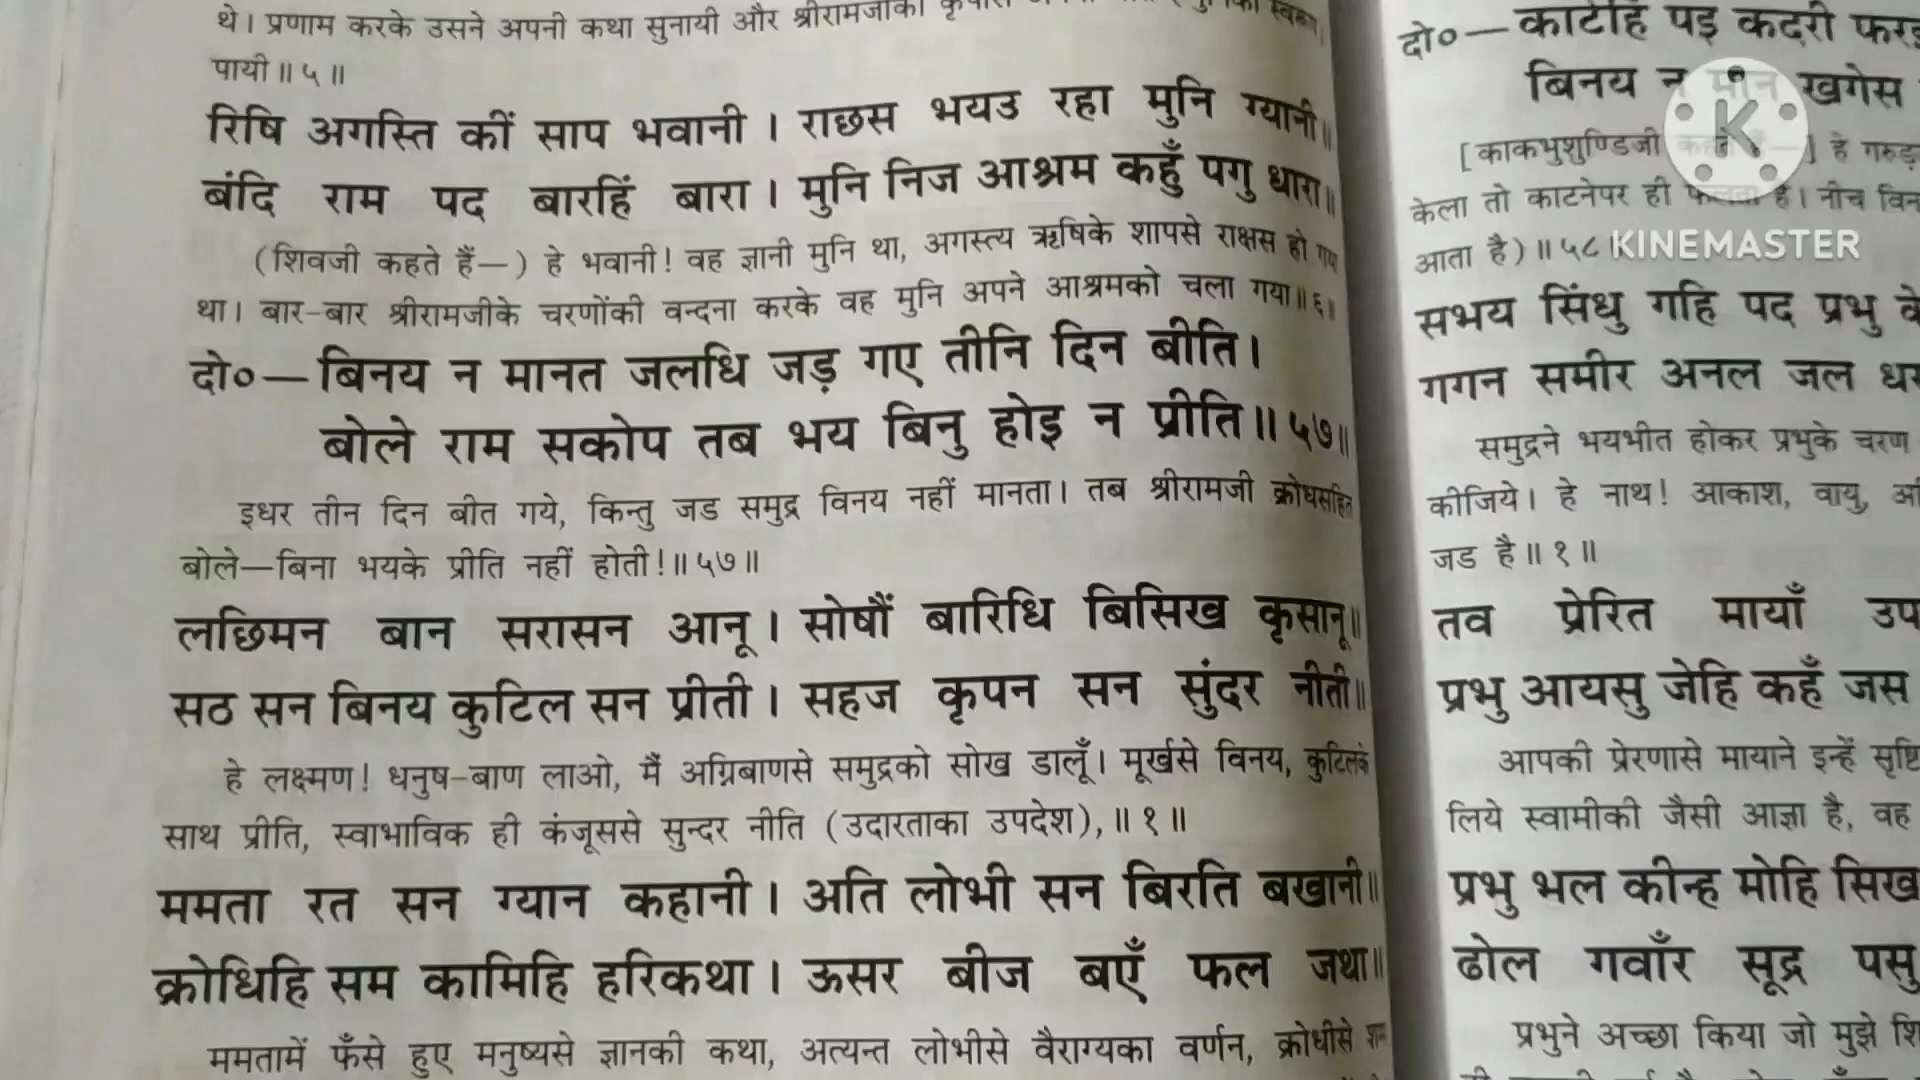 थे। प्रणाम करके उसने अपनी कथा सुनायी और श्रीरामजीकी कृपासे
पायी॥ ५ ॥
रिषि अगस्ति कीं साप भवानी । राछस भयउ रहा मुनि ग्यानी॥
बंदि राम पद बारहिं बारा । मुनि निज आश्रम कहुँ पगु धारा॥
(शिवजी कहते हैं—) हे भवानी! वह ज्ञानी मुनि था, अगस्त्य ऋषिके शापसे राक्षस हो गया
था। बार-बार श्रीरामजीके चरणोंकी वन्दना करके वह मुनि अपने आश्रमको चला गया॥ ६॥
दो०— बिनय न मानत जलधि जड़ गए तीनि दिन बीति।
बोले राम सकोप तब भय बिनु होइ न प्रीति॥ ५७॥
इधर तीन दिन बीत गये, किन्तु जड समुद्र विनय नहीं मानता। तब श्रीरामजी क्रोधसहित
बोले—बिना भयके प्रीति नहीं होती!॥ ५७॥
लछिमन बान सरासन आनू । सोषौं बारिधि बिसिख कृसानू॥
सठ सन बिनय कुटिल सन प्रीती । सहज कृपन सन सुंदर नीती॥
हे लक्ष्मण! धनुष-बाण लाओ, मैं अग्निबाणसे समुद्रको सोख डालूँ। मूर्खसे विनय, कुटिलके
साथ प्रीति, स्वाभाविक ही कंजूससे सुन्दर नीति (उदारताका उपदेश),॥ १ ॥
ममता रत सन ग्यान कहानी । अति लोभी सन बिरति बखानी॥
क्रोधिहि सम कामिहि हरिकथा । ऊसर बीज बएँ फल जथा॥
ममतामें फँसे हुए मनुष्यसे ज्ञानकी कथा, अत्यन्त लोभीसे वैराग्यका वर्णन, क्रोधीसे
दो०— काटेहिं पइ कदरी
बिनय न मान खगेस
[काकभुशुण्डिजी कहते हैं—] हे गरुड़
केला तो काटनेपर ही फलता है। नीच
आता है)॥ ५८
KINEMASTER
सभय सिंधु गहि पद प्रभु
गगन समीर अनल जल
समुद्रने भयभीत होकर प्रभुके चरण
कीजिये। हे नाथ! आकाश, वायु,
जड है॥ १ ॥
तव प्रेरित मायाँ
प्रभु आयसु जेहि कहँ जस
आपकी प्रेरणासे मायाने इन्हें
लिये स्वामीकी जैसी आज्ञा है, वह
प्रभु भल कीन्ह मोहि सिख
ढोल गवाँर सूद्र पसु
प्रभुने अच्छा किया जो मुझे